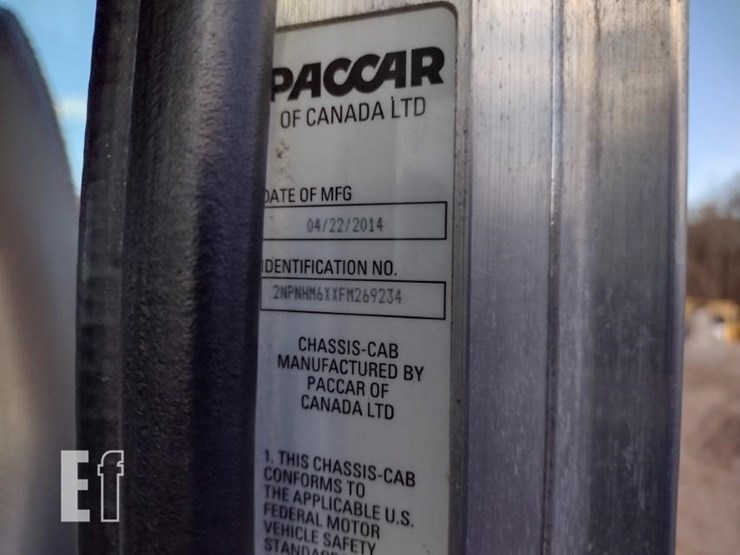 PACCAR
OF CANADA LTD
DATE OF MFG
04/22/2014
IDENTIFICATION NO.
2NPNHM6XXFM269234
CHASSIS-CAB
MANUFACTURED BY
PACCAR OF
CANADA LTD
1. THIS CHASSIS-CAB
CONFORMS TO
THE APPLICABLE U.S.
FEDERAL MOTOR
VEHICLE SAFETY
Ef